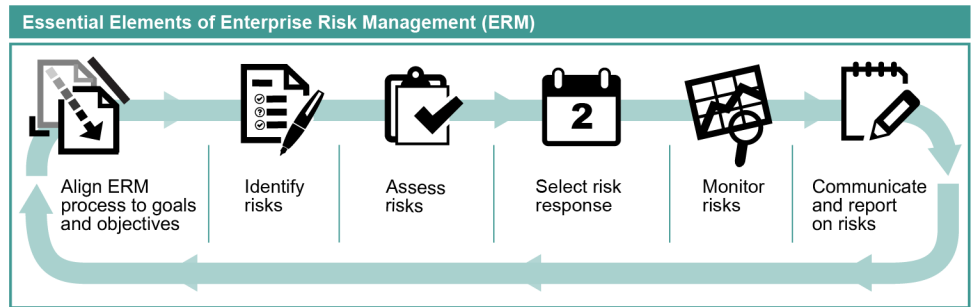 Essential Elements of Enterprise Risk Management (ERM)
2
Align ERM
process to goals
and objectives
Identify
risks
Assess
risks
Select risk
response
Monitor
risks
Communicate
and report
on risks